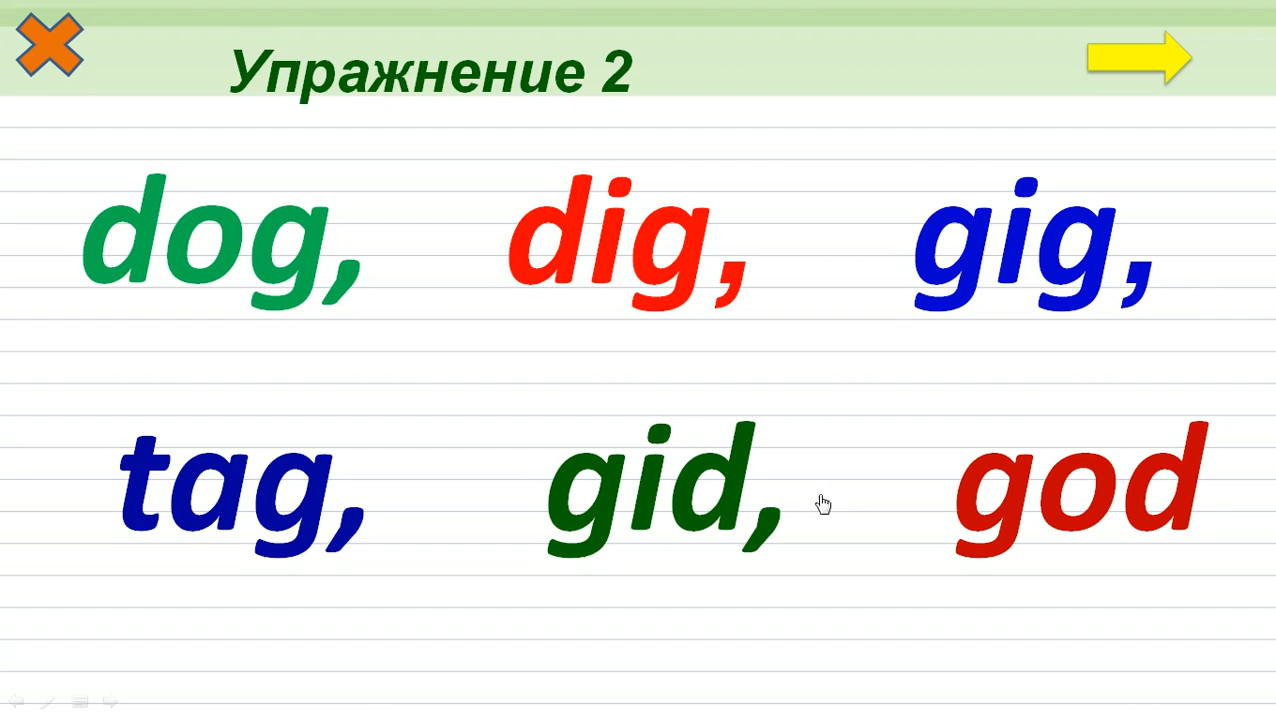 Упражнение 2
dog, dig, gig,
tag, gid, god